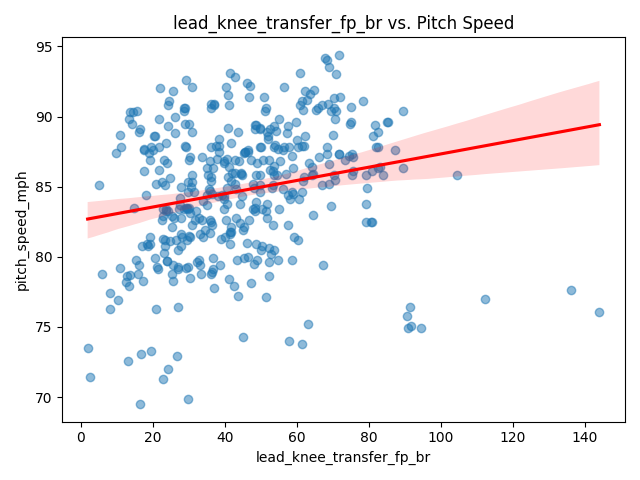 lead_knee_transfer_fp_br vs. Pitch Speed
95
90
85
80
75
70
pitch_speed_mph
0 20 40 60 80 100 120 140
lead_knee_transfer_fp_br